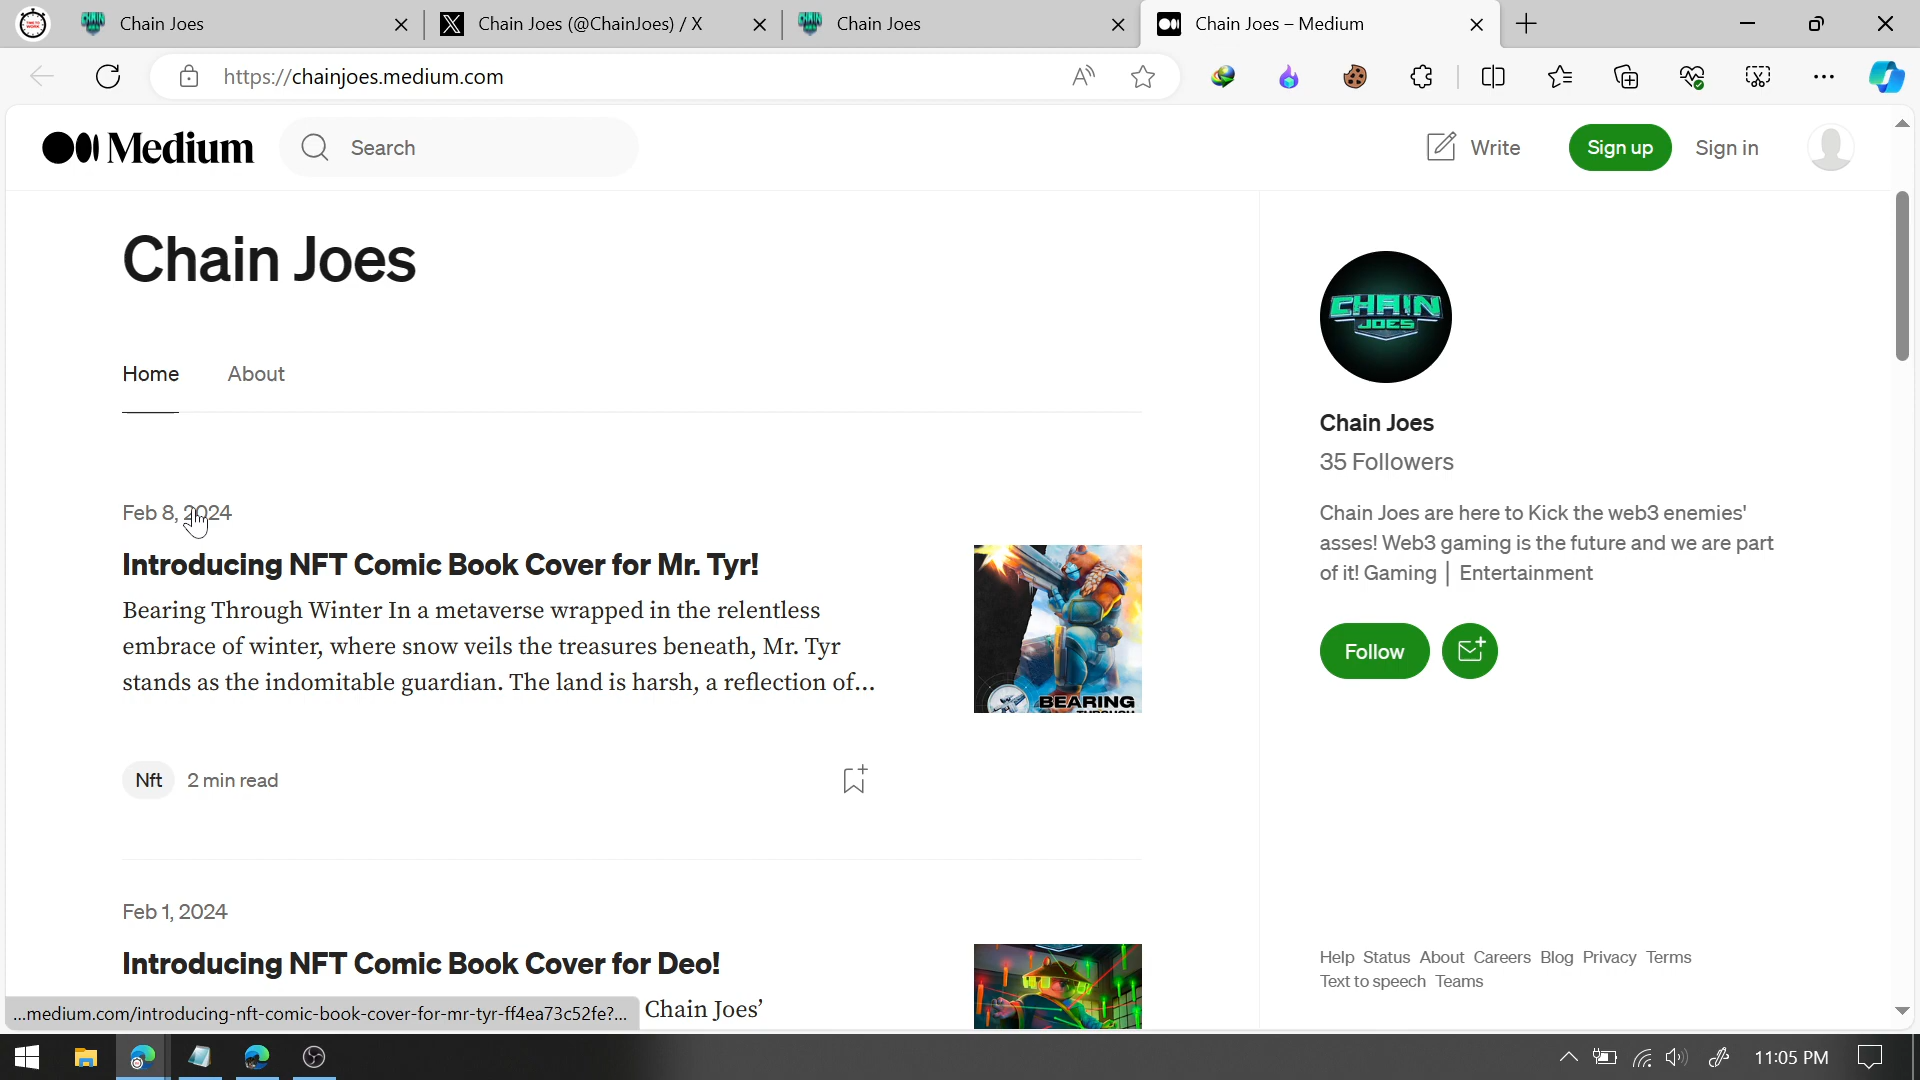 Chain Joes
Chain Joes (@ChainJoes) / X
Chain Joes
Chain Joes – Medium
https://chainjoes.medium.com
Medium
Search
Write
Sign up
Sign in
Chain Joes
Home
About
Feb 8, 2024
Introducing NFT Comic Book Cover for Mr. Tyr!
Bearing Through Winter In a metaverse wrapped in the relentless
embrace of winter, where snow veils the treasures beneath, Mr. Tyr
stands as the indomitable guardian. The land is harsh, a reflection of...
BEARING
Nft
2 min read
Feb 1, 2024
Introducing NFT Comic Book Cover for Deo!
Chain Joes’
...medium.com/introducing-nft-comic-book-cover-for-mr-tyr-ff4ea73c52fe?...
CHAIN
JOES
Chain Joes
35 Followers
Chain Joes are here to Kick the web3 enemies'
asses! Web3 gaming is the future and we are part
of it! Gaming | Entertainment
Follow
Help Status About Careers Blog Privacy Terms
Text to speech Teams
11:05 PM